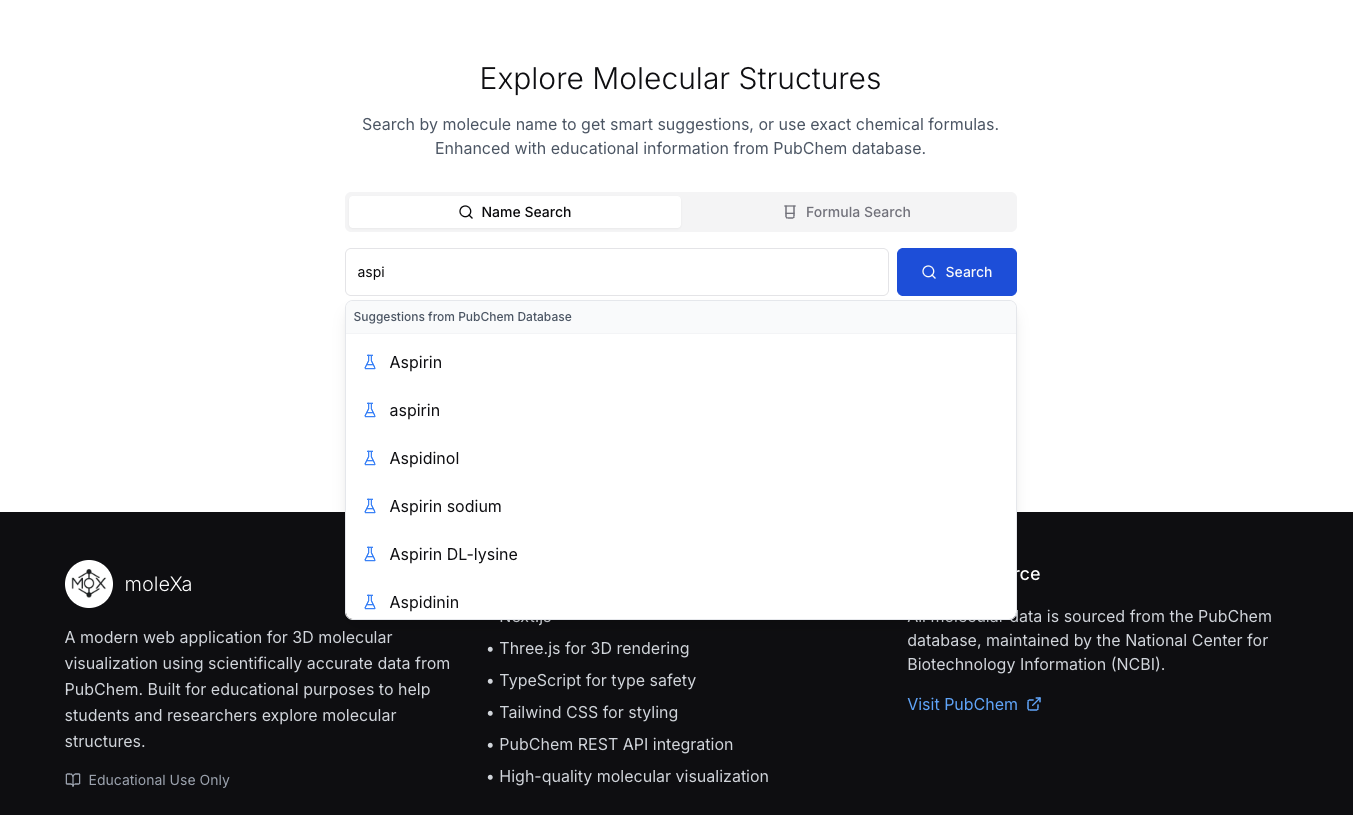 Explore Molecular Structures
Search by molecule name to get smart suggestions, or use exact chemical formulas.
Enhanced with educational information from PubChem database.
Name Search
Formula Search
aspi
Search
Suggestions from PubChem Database
Aspirin
aspirin
Aspidinol
Aspirin sodium
Aspirin DL-lysine
Aspidinin
MOX
moleXa
A modern web application for 3D molecular
visualization using scientifically accurate data from
PubChem. Built for educational purposes to help
students and researchers explore molecular
structures.
Educational Use Only
• Next.js
• Three.js for 3D rendering
• TypeScript for type safety
• Tailwind CSS for styling
• PubChem REST API integration
• High-quality molecular visualization
rce
All molecular data is sourced from the PubChem
database, maintained by the National Center for
Biotechnology Information (NCBI).
Visit PubChem